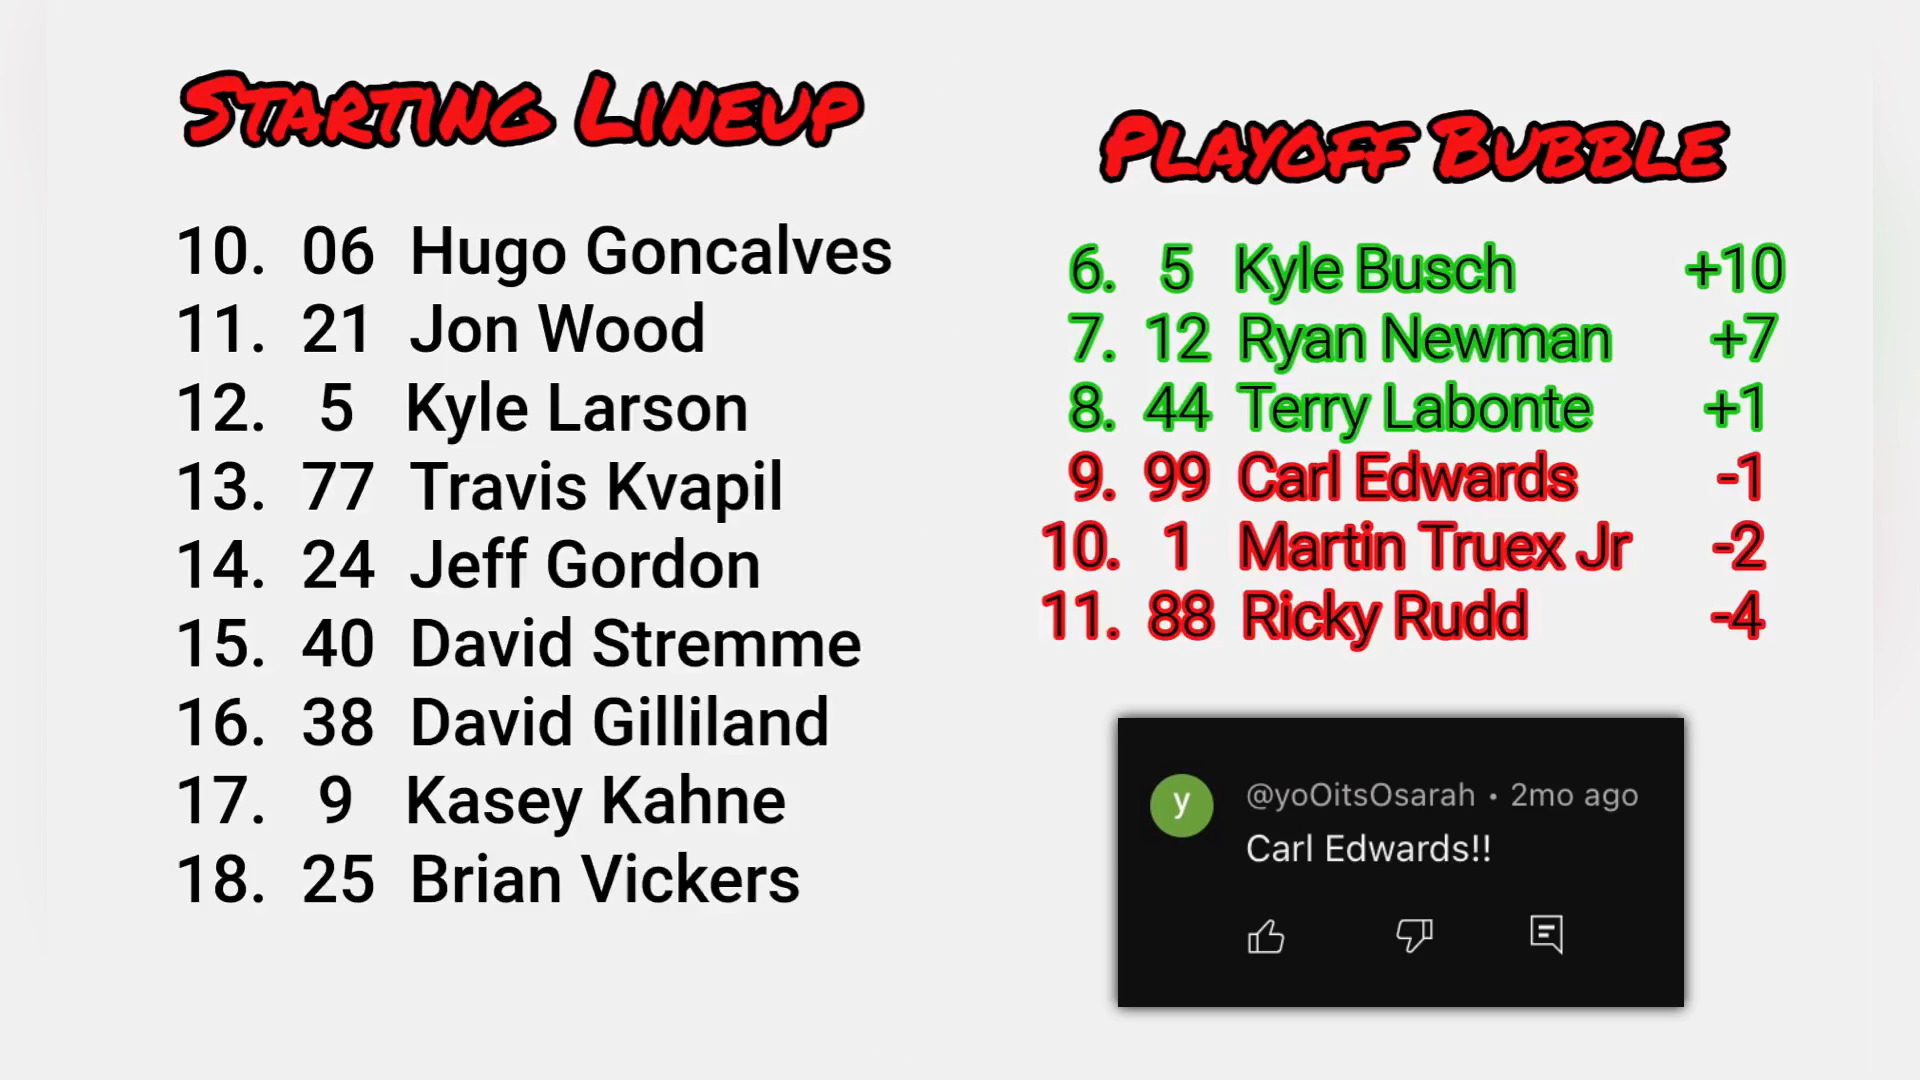 Starting Lineup
10. 06 Hugo Goncalves
11. 21 Jon Wood
12. 5 Kyle Larson
13. 77 Travis Kvapil
14. 24 Jeff Gordon
15. 40 David Stremme
16. 38 David Gilliland
17. 9 Kasey Kahne
18. 25 Brian Vickers
Playoff Bubble
6. 5 Kyle Busch +10
7. 12 Ryan Newman +7
8. 44 Terry Labonte +1
9. 99 Carl Edwards -1
10. 1 Martin Truex Jr -2
11. 88 Ricky Rudd -4
y
@yoOitsOsarah • 2mo ago
Carl Edwards!!